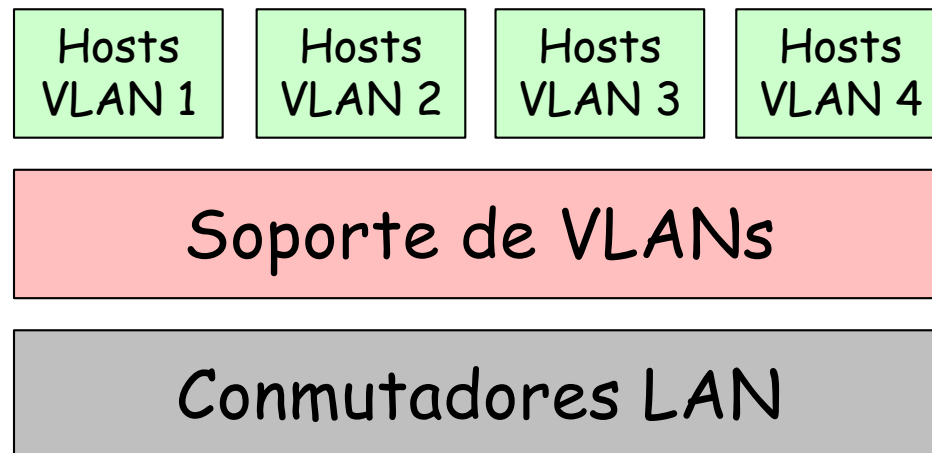 Hosts
VLAN 1
Hosts
VLAN 2
Hosts
VLAN 3
Hosts
VLAN 4
Soporte de VLANs
Conmutadores LAN